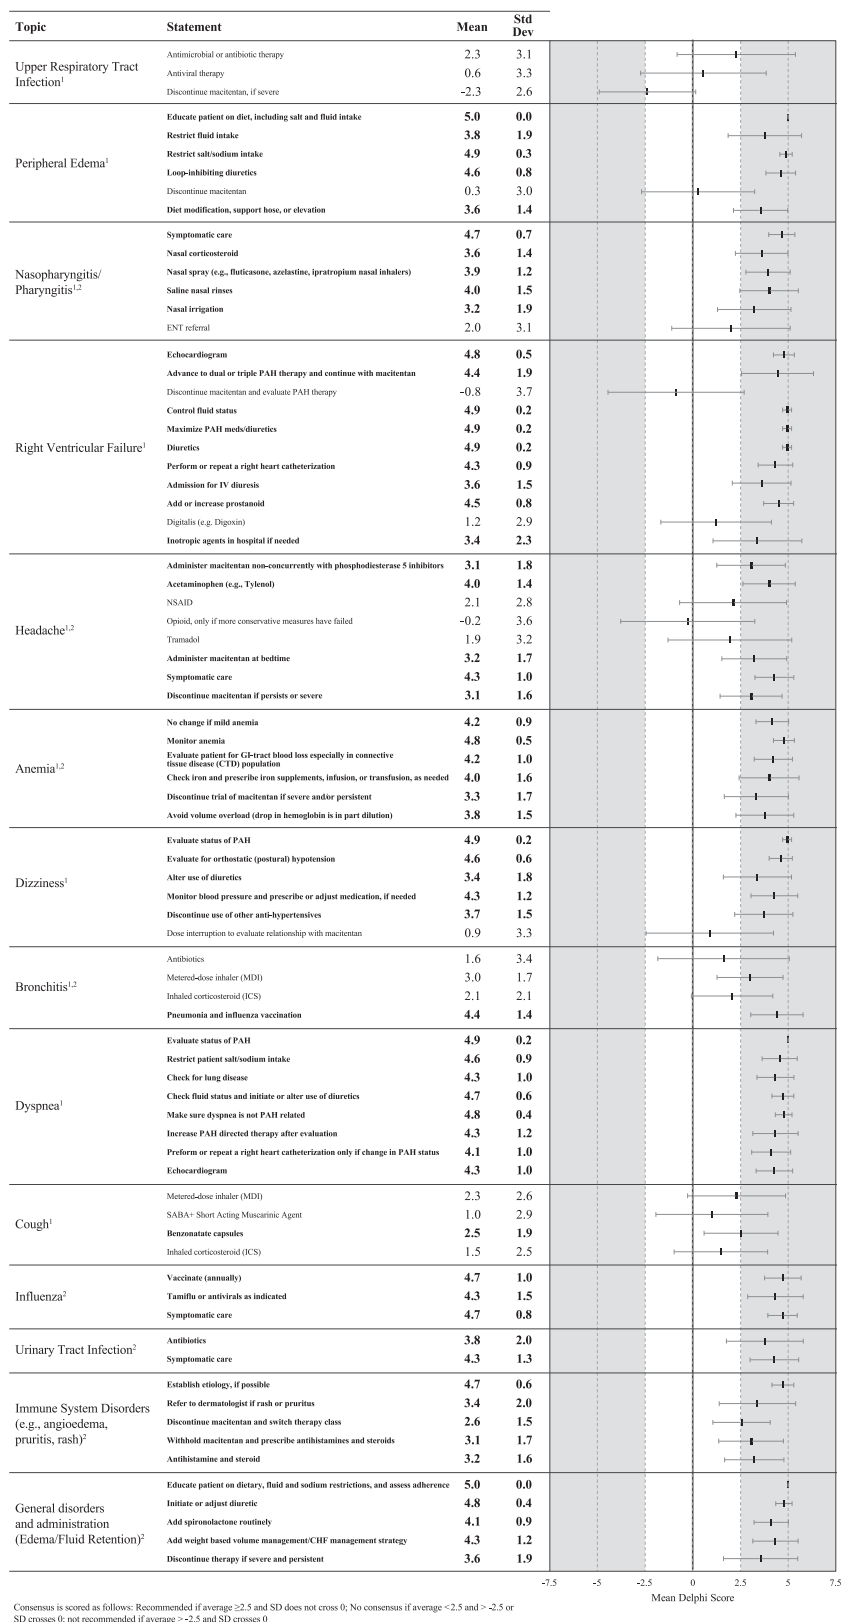 Topic Statement Mean Std Dev
Upper Respiratory Tract Infection1
Antimicrobial or antibiotic therapy 2.3 3.1
Antiviral therapy 0.6 3.3
Discontinue macitentan, if severe -2.3 2.6
Peripheral Edema1
Educate patient on diet, including salt and fluid intake 5.0 0.0
Restrict fluid intake 3.8 1.9
Restrict salt/sodium intake 4.9 0.3
Loop-inhibiting diuretics 4.6 0.8
Discontinue macitentan 0.3 3.0
Diet modification, support hose, or elevation 3.6 1.4
Nasopharyngitis/ Pharyngitis1,2
Symptomatic care 4.7 0.7
Nasal corticosteroid 3.6 1.4
Nasal spray (e.g., fluticasone, azelastine, ipratropium nasal inhalers) 3.9 1.2
Saline nasal rinses 4.0 1.5
Nasal irrigation 3.2 1.9
ENT referral 2.0 3.1
Right Ventricular Failure1
Echocardiogram 4.8 0.5
Advance to dual or triple PAH therapy and continue with macitentan 4.4 1.9
Discontinue macitentan and evaluate PAH therapy -0.8 3.7
Control fluid status 4.9 0.2
Maximize PAH meds/diuretics 4.9 0.2
Diuretics 4.9 0.2
Perform or repeat a right heart catheterization 4.3 0.9
Admission for IV diuresis 3.6 1.5
Add or increase prostanoid 4.5 0.8
Digitalis (e.g. Digoxin) 1.2 2.9
Inotropic agents in hospital if needed 3.4 2.3
Headache1,2
Administer macitentan non-concurrently with phosphodiesterase 5 inhibitors 3.1 1.8
Acetaminophen (e.g., Tylenol) 4.0 1.4
NSAID 2.1 2.8
Opioid, only if more conservative measures have failed -0.2 3.6
Tramadol 1.9 3.2
Administer macitentan at bedtime 3.2 1.7
Symptomatic care 4.3 1.0
Discontinue macitentan if persists or severe 3.1 1.6
Anemia1,2
No change if mild anemia 4.2 0.9
Monitor anemia 4.8 0.5
Evaluate patient for GI-tract blood loss especially in connective
tissue disease (CTD) population 4.2 1.0
Check iron and prescribe iron supplements, infusion, or transfusion, as needed 4.0 1.6
Discontinue trial of macitentan if severe and/or persistent 3.3 1.7
Avoid volume overload (drop in hemoglobin is in part dilution) 3.8 1.5
Dizziness1
Evaluate status of PAH 4.9 0.2
Evaluate for orthostatic (postural) hypotension 4.6 0.6
Alter use of diuretics 3.4 1.8
Monitor blood pressure and prescribe or adjust medication, if needed 4.3 1.2
Discontinue use of other anti-hypertensives 3.7 1.5
Dose interruption to evaluate relationship with macitentan 0.9 3.3
Bronchitis1,2
Antibiotics 1.6 3.4
Metered-dose inhaler (MDI) 3.0 1.7
Inhaled corticosteroid (ICS) 2.1 2.1
Pneumonia and influenza vaccination 4.4 1.4
Dyspnea1
Evaluate status of PAH 4.9 0.2
Restrict patient salt/sodium intake 4.6 0.9
Check for lung disease 4.3 1.0
Check fluid status and initiate or alter use of diuretics 4.7 0.6
Make sure dyspnea is not PAH related 4.8 0.4
Increase PAH directed therapy after evaluation 4.3 1.2
Preform or repeat a right heart catheterization only if change in PAH status 4.1 1.0
Echocardiogram 4.3 1.0
Cough1
Metered-dose inhaler (MDI) 2.3 2.6
SABA+ Short Acting Muscarinic Agent 1.0 2.9
Benzonatate capsules 2.5 1.9
Inhaled corticosteroid (ICS) 1.5 2.5
Influenza2
Vaccinate (annually) 4.7 1.0
Tamiflu or antivirals as indicated 4.3 1.5
Symptomatic care 4.7 0.8
Urinary Tract Infection2
Antibiotics 3.8 2.0
Symptomatic care 4.3 1.3
Immune System Disorders
(e.g., angioedema,
pruritis, rash)2
Establish etiology, if possible 4.7 0.6
Refer to dermatologist if rash or pruritus 3.4 2.0
Discontinue macitentan and switch therapy class 2.6 1.5
Withhold macitentan and prescribe antihistamines and steroids 3.1 1.7
Antihistamine and steroid 3.2 1.6
General disorders
and administration
(Edema/Fluid Retention)2
Educate patient on dietary, fluid and sodium restrictions, and assess adherence 5.0 0.0
Initiate or adjust diuretic 4.8 0.4
Add spironolactone routinely 4.1 0.9
Add weight based volume management/CHF management strategy 4.3 1.2
Discontinue therapy if severe and persistent 3.6 1.9
-7.5 -5 -2.5 0 2.5 5 7.5
Mean Delphi Score
Consensus is scored as follows: Recommended if average ≥2.5 and SD does not cross 0; No consensus if average <2.5 and > -2.5 or
SD crosses 0; not recommended if average > -2.5 and SD crosses 0